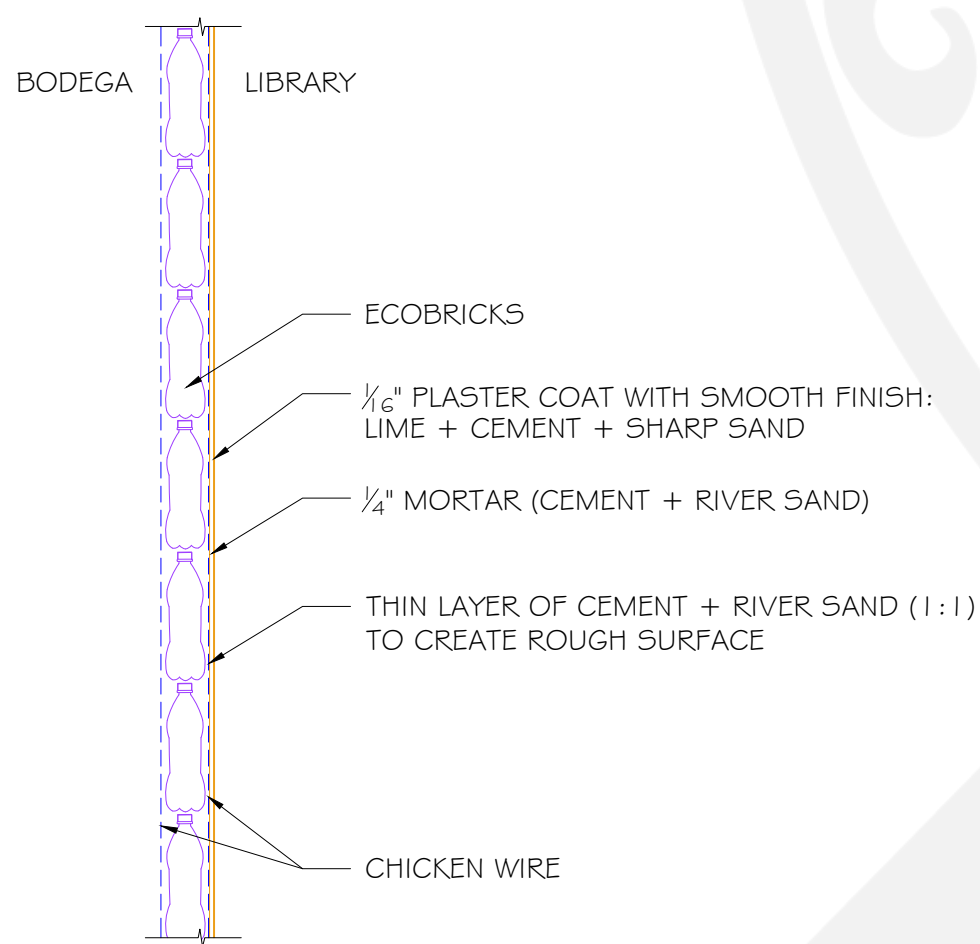 BODEGA
LIBRARY
ECOBRICKS
1/16" PLASTER COAT WITH SMOOTH FINISH:
LIME + CEMENT + SHARP SAND
1/4" MORTAR (CEMENT + RIVER SAND)
THIN LAYER OF CEMENT + RIVER SAND (1:1)
TO CREATE ROUGH SURFACE
CHICKEN WIRE